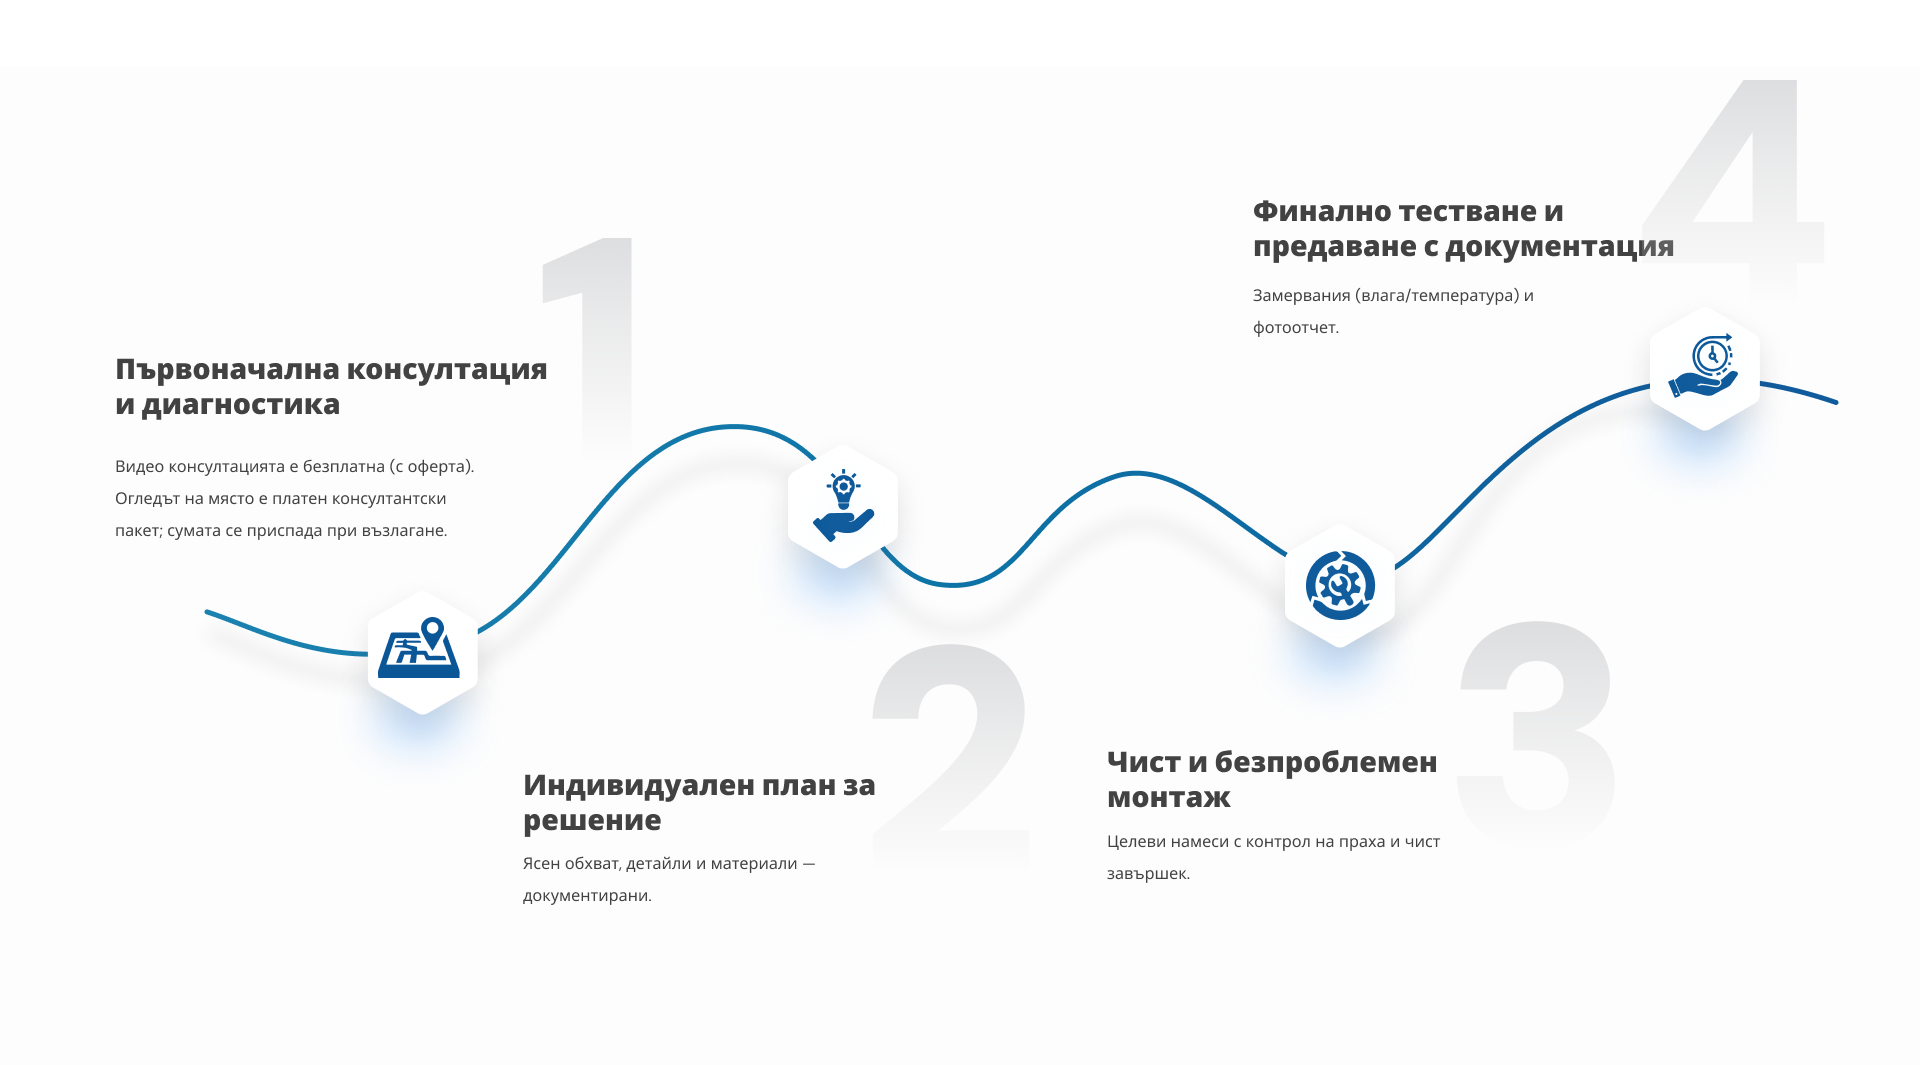 1
Първоначална консултация
и диагностика
Видео консултацията е безплатна (с оферта).
Огледът на място е платен консултантски
пакет; сумата се приспада при възлагане.
2
Индивидуален план за
решение
Ясен обхват, детайли и материали —
документирани.
3
Чист и безпроблемен
монтаж
Целеви намеси с контрол на праха и чист
завършек.
4
Финално тестване и
предаване с документация
Замервания (влага/температура) и
фотоотчет.